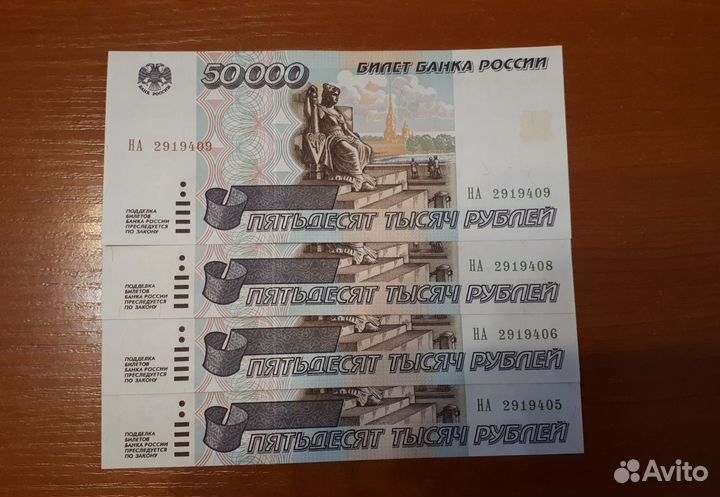 50000 БИЛЕТ БАНКА РОССИИ
БАНК РОССИИ
НА 2919409
НА 2919409
ПОДДЕЛКА
БИЛЕТОВ
БАНКА РОССИИ
ПРЕСЛЕДУЕТСЯ
ПО ЗАКОНУ
ПЯТЬДЕСЯТ ТЫСЯЧ РУБЛЕЙ
НА 2919408
ПОДДЕЛКА
БИЛЕТОВ
БАНКА РОССИИ
ПРЕСЛЕДУЕТСЯ
ПО ЗАКОНУ
ПЯТЬДЕСЯТ ТЫСЯЧ РУБЛЕЙ
НА 2919406
ПОДДЕЛКА
БИЛЕТОВ
БАНКА РОССИИ
ПРЕСЛЕДУЕТСЯ
ПО ЗАКОНУ
ПЯТЬДЕСЯТ ТЫСЯЧ РУБЛЕЙ
НА 2919405
ПОДДЕЛКА
БИЛЕТОВ
БАНКА РОССИИ
ПРЕСЛЕДУЕТСЯ
ПО ЗАКОНУ
ПЯТЬДЕСЯТ ТЫСЯЧ РУБЛЕЙ
Avito